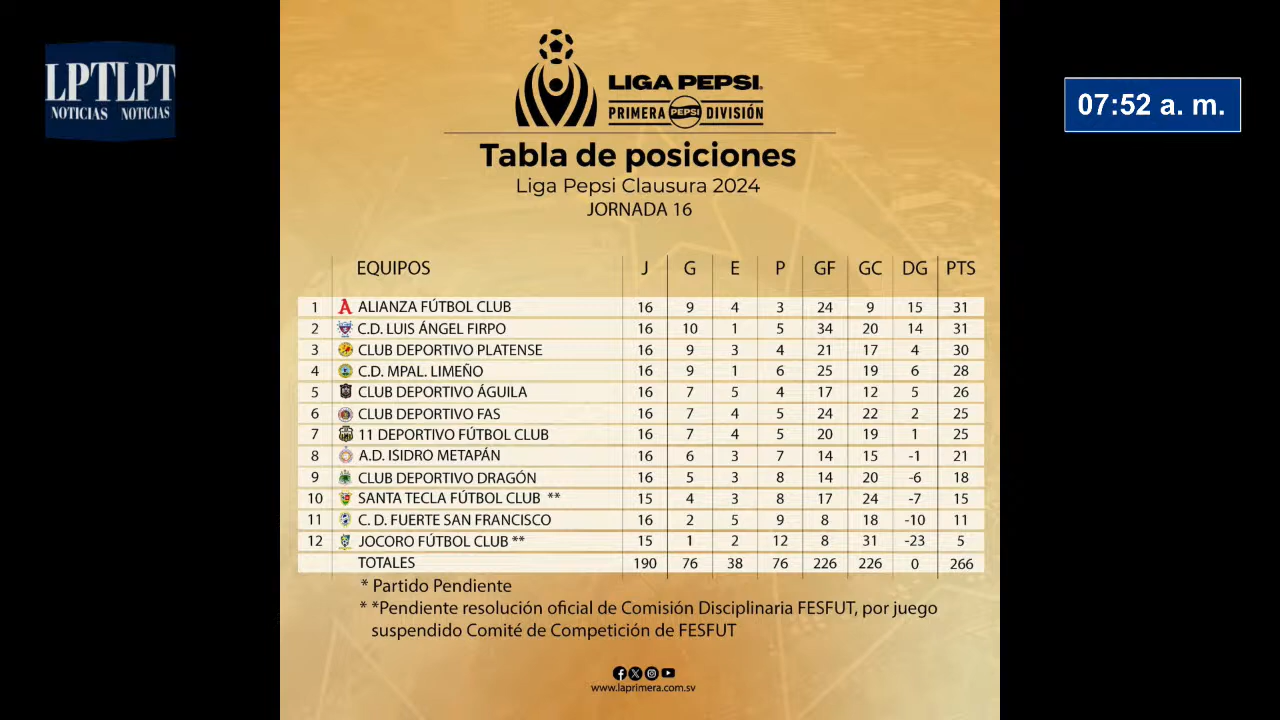 LPTLPT
NOTICIAS NOTICIAS
07:52 a. m.
LIGA PEPSI.
PRIMERA PEPSI DIVISIÓN
Tabla de posiciones
Liga Pepsi Clausura 2024
JORNADA 16
EQUIPOS J G E P GF GC DG PTS
1 A ALIANZA FÚTBOL CLUB 16 9 4 3 24 9 15 31
2 C.D. LUIS ÁNGEL FIRPO 16 10 1 5 34 20 14 31
3 CLUB DEPORTIVO PLATENSE 16 9 3 4 21 17 4 30
4 C.D. MPAL. LIMEÑO 16 9 1 6 25 19 6 28
5 CLUB DEPORTIVO ÁGUILA 16 7 5 4 17 12 5 26
6 CLUB DEPORTIVO FAS 16 7 4 5 24 22 2 25
7 11 DEPORTIVO FÚTBOL CLUB 16 7 4 5 20 19 1 25
8 A.D. ISIDRO METAPÁN 16 6 3 7 14 15 -1 21
9 CLUB DEPORTIVO DRAGÓN 16 5 3 8 14 20 -6 18
10 SANTA TECLA FÚTBOL CLUB ** 15 4 3 8 17 24 -7 15
11 C. D. FUERTE SAN FRANCISCO 16 2 5 9 8 18 -10 11
12 JOCORO FÚTBOL CLUB ** 15 1 2 12 8 31 -23 5
TOTALES 190 76 38 76 226 226 0 266
* Partido Pendiente
* *Pendiente resolución oficial de Comisión Disciplinaria FESFUT, por juego
suspendido Comité de Competición de FESFUT
www.laprimera.com.sv